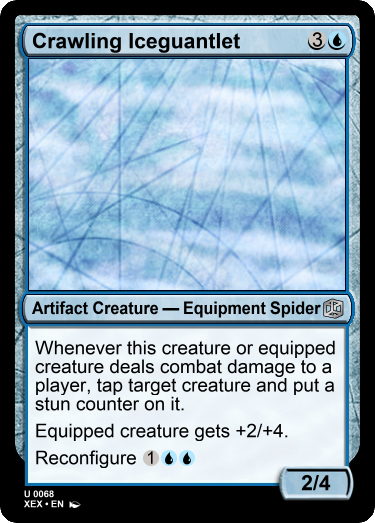 Crawling Iceguantlet 3
Artifact Creature — Equipment Spider
Whenever this creature or equipped
creature deals combat damage to a
player, tap target creature and put a
stun counter on it.
Equipped creature gets +2/+4.
Reconfigure 1
2/4
U 0068
XEX • EN